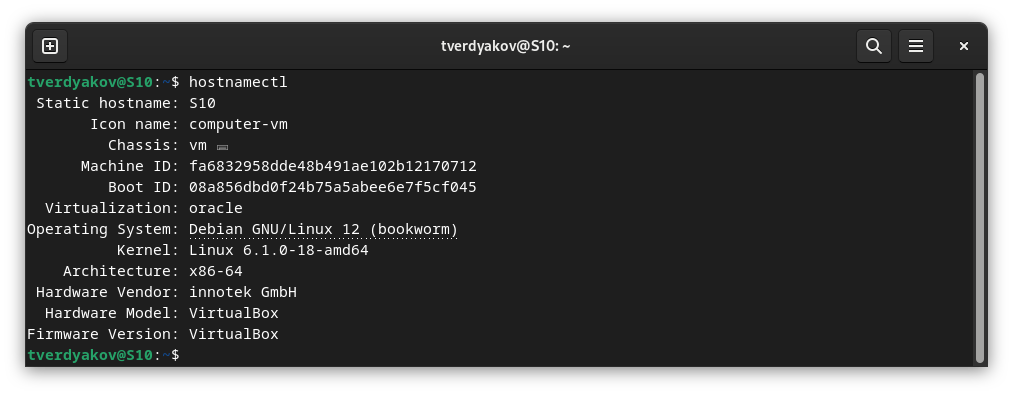 tverdyakov@S10: ~
tverdyakov@S10:~$ hostnamectl
Static hostname: S10
Icon name: computer-vm
Chassis: vm 🖴
Machine ID: fa6832958dde48b491ae102b12170712
Boot ID: 08a856dbd0f24b75a5abee6e7f5cf045
Virtualization: oracle
Operating System: Debian GNU/Linux 12 (bookworm)
Kernel: Linux 6.1.0-18-amd64
Architecture: x86-64
Hardware Vendor: innotek GmbH
Hardware Model: VirtualBox
Firmware Version: VirtualBox
tverdyakov@S10:~$